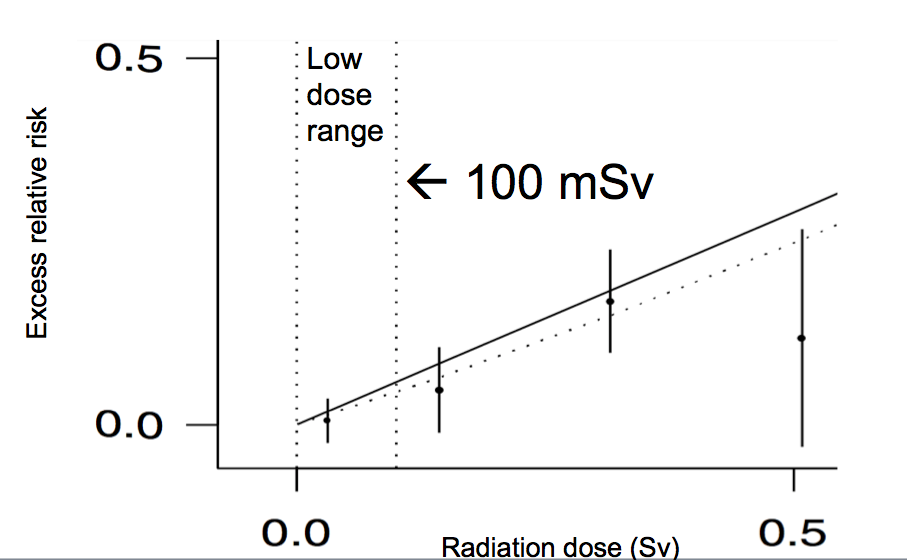 0.5
Low
dose
range
← 100 mSv
Excess relative risk
0.0
0.0
0.5
Radiation dose (Sv)